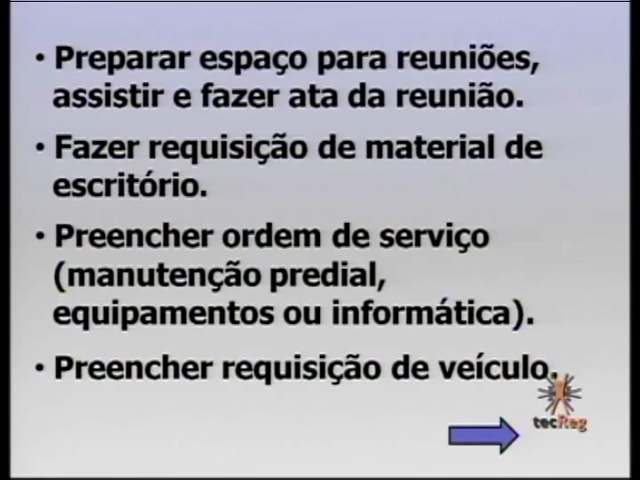 • Preparar espaço para reuniões,
assistir e fazer ata da reunião.
• Fazer requisição de material de
escritório.
• Preencher ordem de serviço
(manutenção predial,
equipamentos ou informática).
• Preencher requisição de veículo.
tecReg